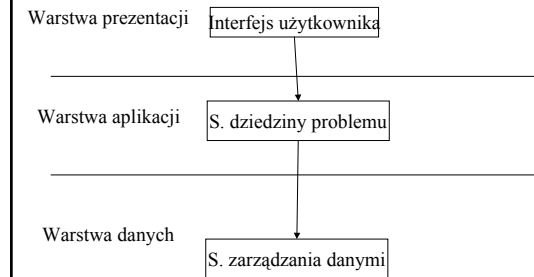 Warstwa prezentacji
Interfejs użytkownika
Warstwa aplikacji
S. dziedziny problemu
Warstwa danych
S. zarządzania danymi